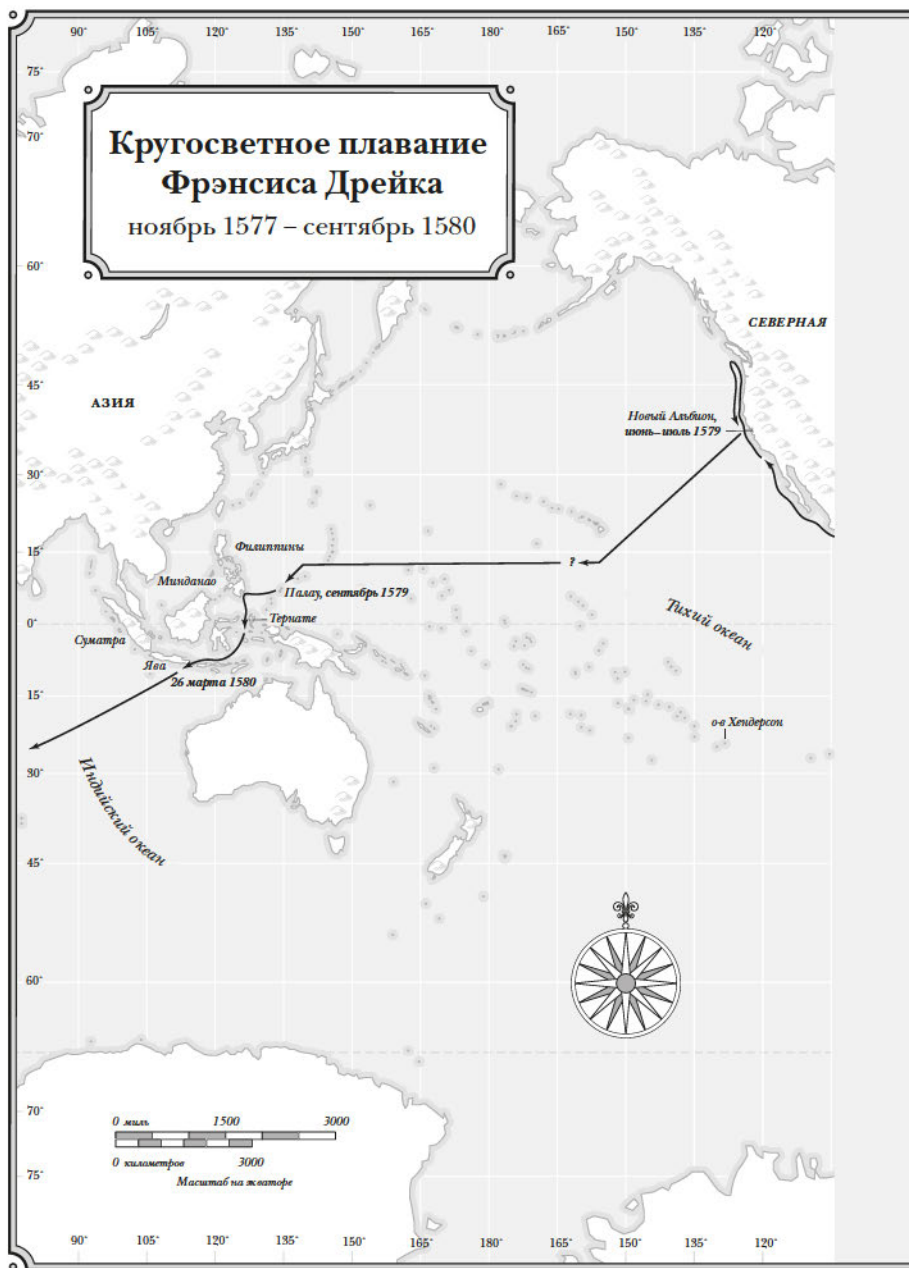 90° 105° 120° 135° 150° 165° 180° 165° 150° 135° 120°
75°
70°
60°
45°
30°
15°
0°
15°
30°
45°
60°
70°
75°
Кругосветное плавание
Фрэнсиса Дрейка
ноябрь 1577 – сентябрь 1580
СЕВЕРНАЯ
АЗИЯ
Новый Альбион,
июнь–июль 1579
Филиппины
?
Минданао
Палау, сентябрь 1579
Тихий океан
Тернате
Суматра
Ява
26 марта 1580
о-в Хендерсон
Индийский океан
0 миль 1500 3000
0 километров 3000
Масштаб на экваторе
90° 105° 120° 135° 150° 165° 180° 165° 150° 135° 120°